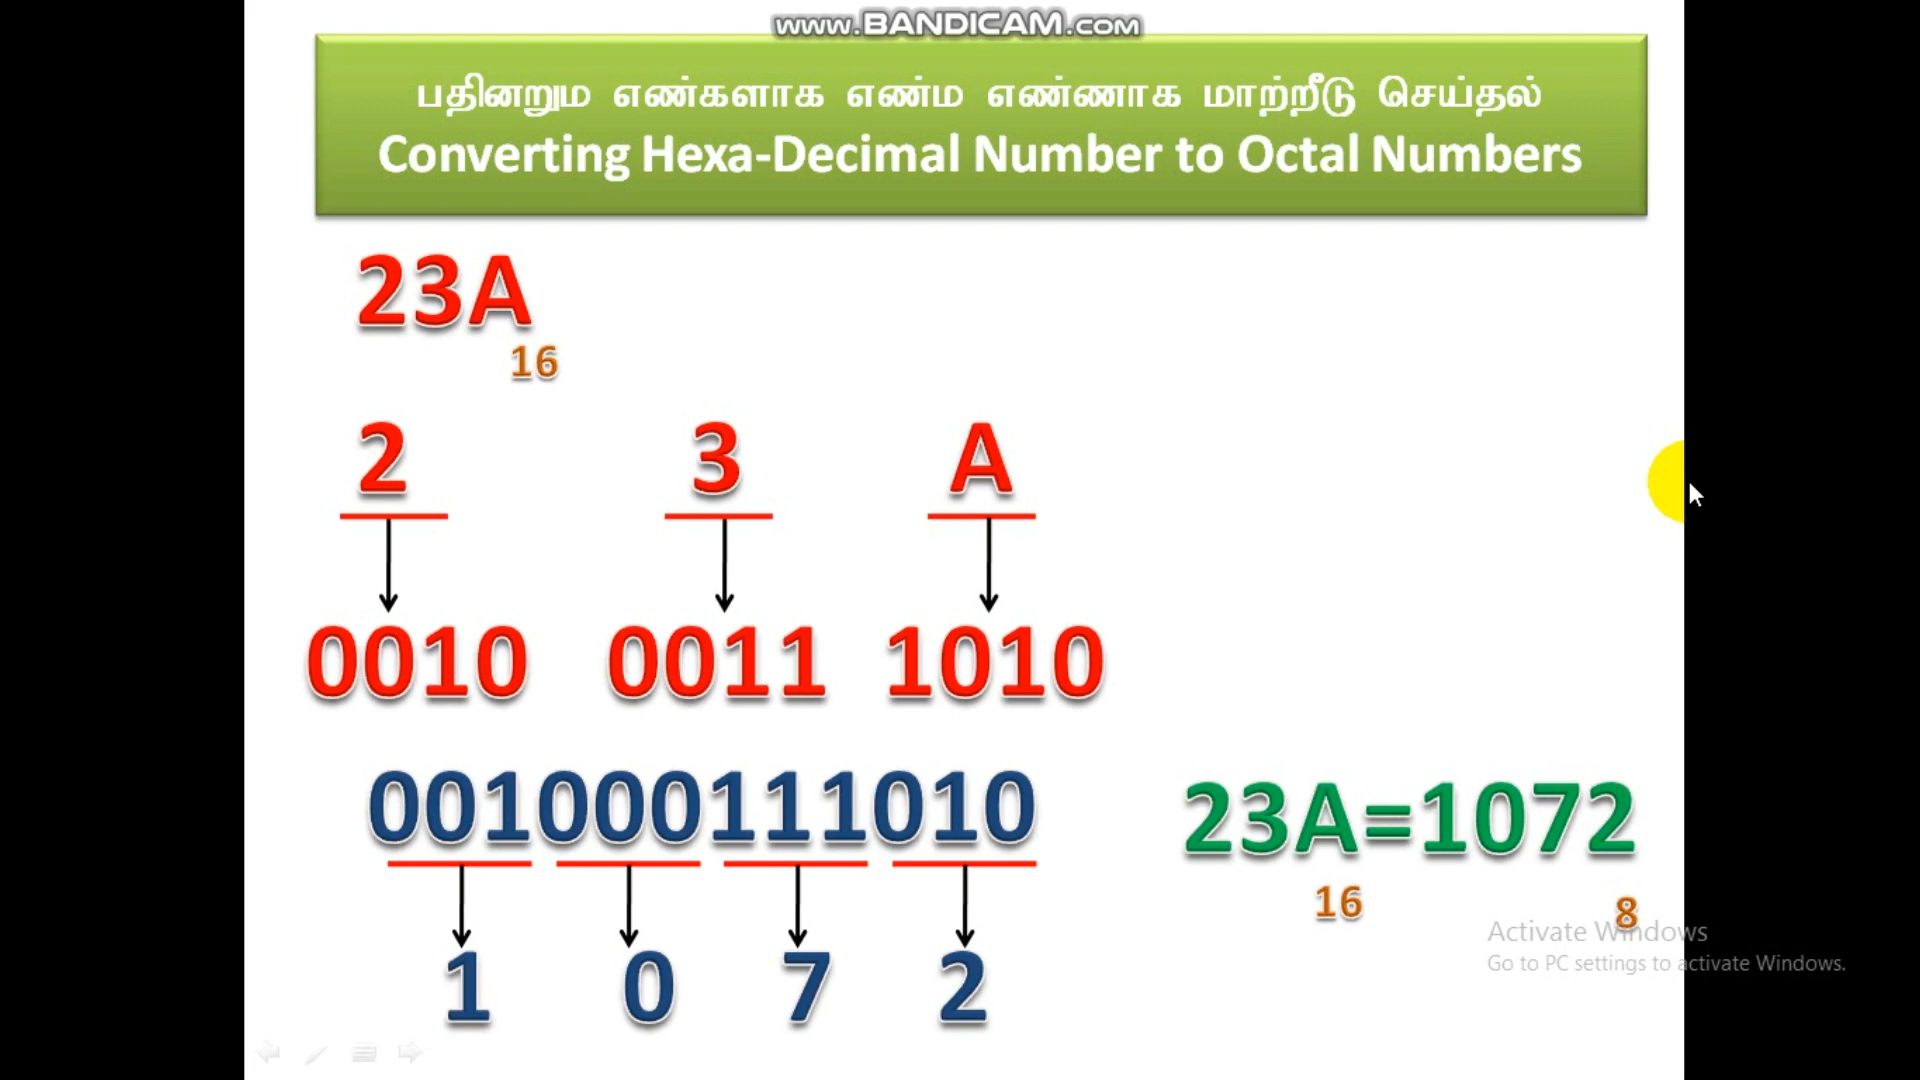 www.BANDICAM.com
பதினறும எண்களாக எண்ம எண்ணாக மாற்றீடு செய்தல்
Converting Hexa-Decimal Number to Octal Numbers
23A
16
2 3 A
0010 0011 1010
001000111010
23A=1072
16 8
1 0 7 2
Activate Windows
Go to PC settings to activate Windows.